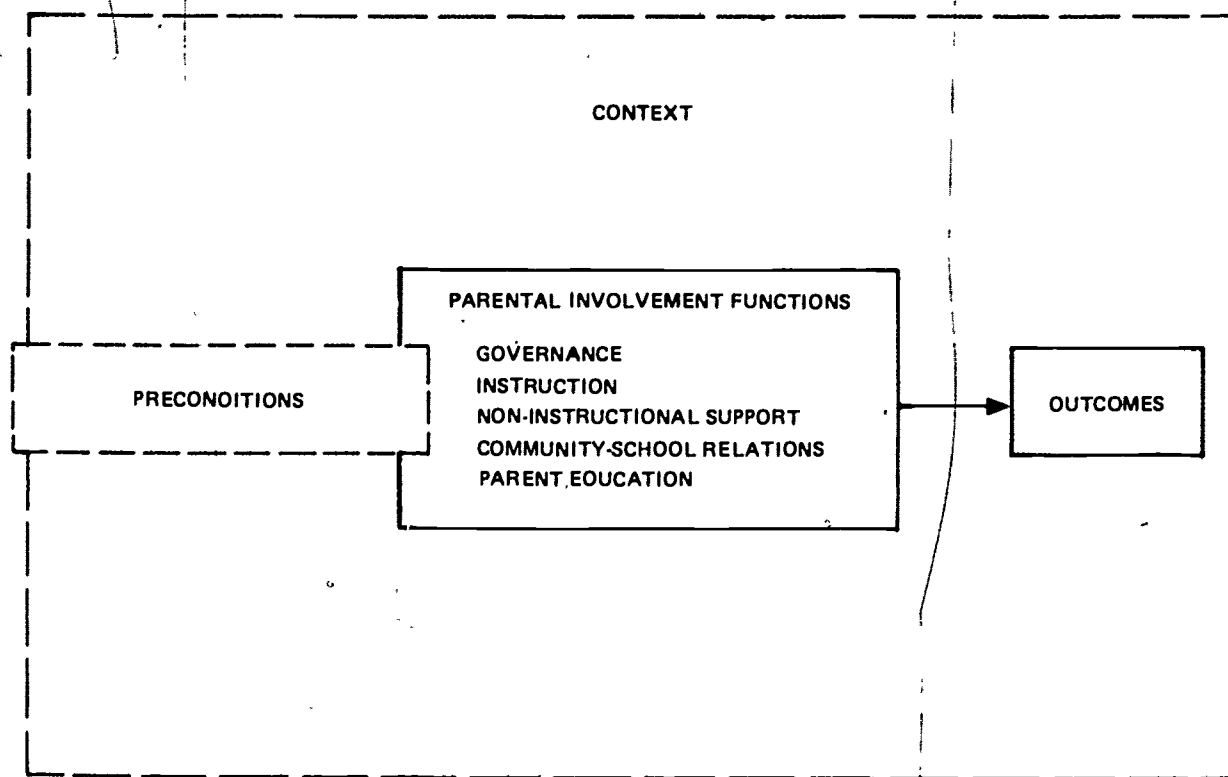 CONTEXT
PARENTAL INVOLVEMENT FUNCTIONS
GOVERNANCE
INSTRUCTION
NON-INSTRUCTIONAL SUPPORT
COMMUNITY-SCHOOL RELATIONS
PARENT EOUCATION
PRECONOITIONS
OUTCOMES